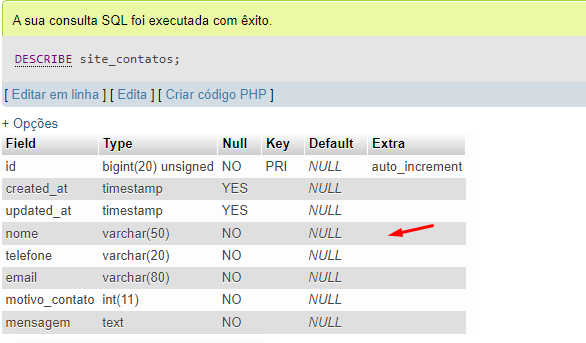 A sua consulta SQL foi executada com êxito.
DESCRIBE site_contatos;
[ Editar em linha ] [ Edita ] [ Criar código PHP ]
+ Opções
Field Type Null Key Default Extra
id bigint(20) unsigned NO PRI NULL auto_increment
created_at timestamp YES NULL
updated_at timestamp YES NULL
nome varchar(50) NO NULL
telefone varchar(20) NO NULL
email varchar(80) NO NULL
motivo_contato int(11) NO NULL
mensagem text NO NULL